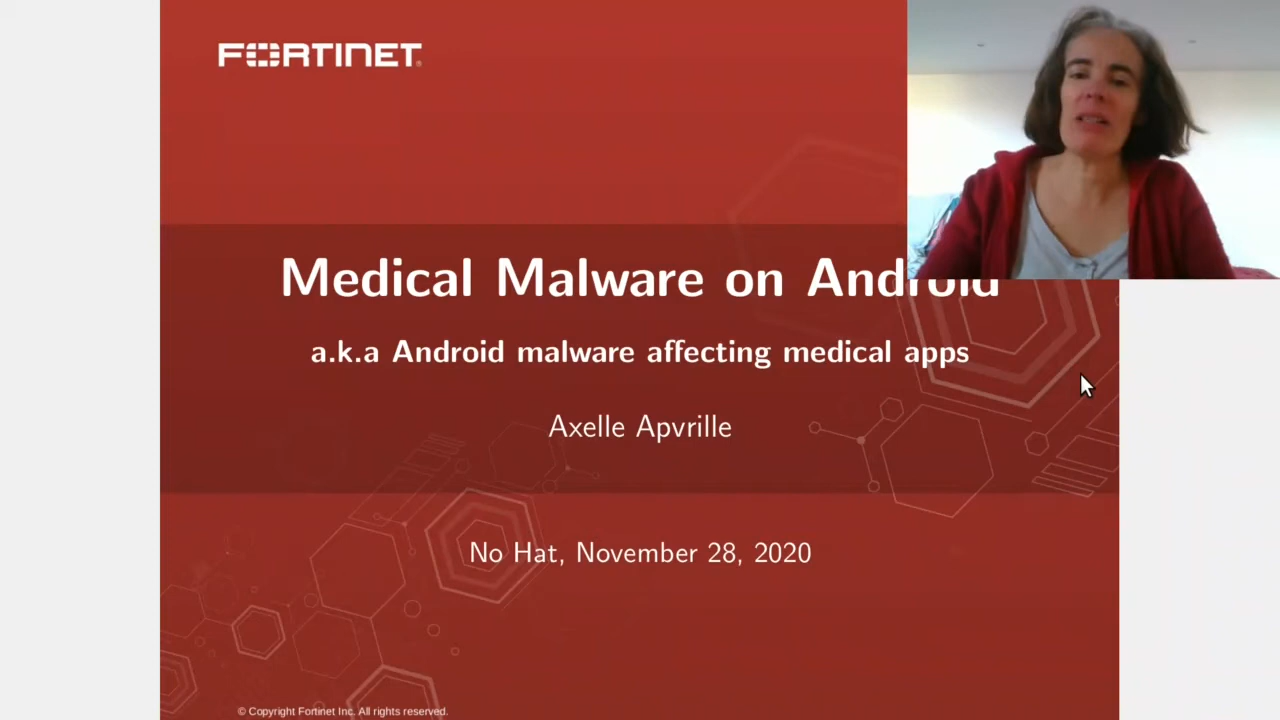 FORTINET
Medical Malware on Android
a.k.a Android malware affecting medical apps
Axelle Apvrille
No Hat, November 28, 2020
© Copyright Fortinet Inc. All rights reserved.